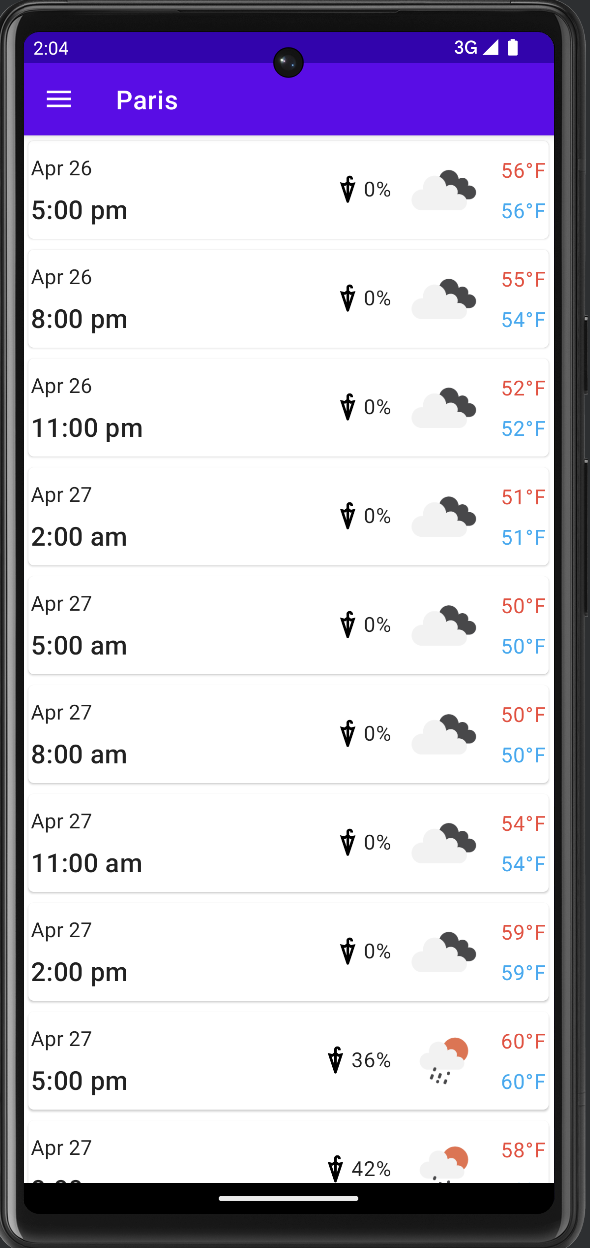 2:04 3G
Paris
Apr 26
5:00 pm
0%
56°F
56°F
Apr 26
8:00 pm
0%
55°F
54°F
Apr 26
11:00 pm
0%
52°F
52°F
Apr 27
2:00 am
0%
51°F
51°F
Apr 27
5:00 am
0%
50°F
50°F
Apr 27
8:00 am
0%
50°F
50°F
Apr 27
11:00 am
0%
54°F
54°F
Apr 27
2:00 pm
0%
59°F
59°F
Apr 27
5:00 pm
36%
60°F
60°F
Apr 27
42%
58°F